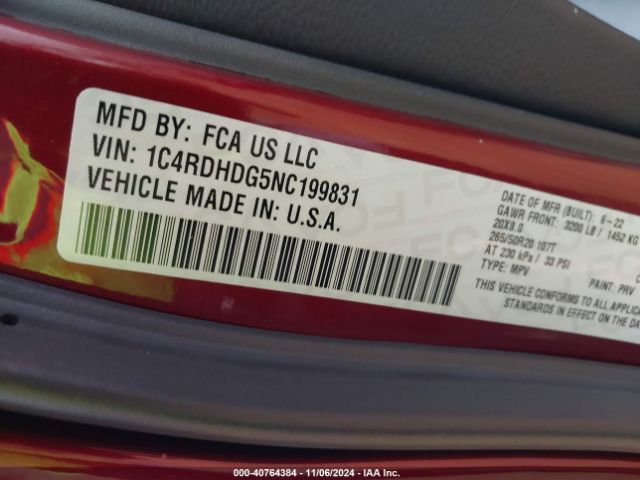 MFD BY: FCA US LLC
VIN: 1C4RDHDG5NC199831
VEHICLE MADE IN: U.S.A.
DATE OF MFR (BUILT): 6-22
GAWR FRONT: 3200 LB / 1452 KG
20X8.0
265/50R20 107T
AT 230 kPa / 33 PSI
TYPE: MPV
PAINT: PRV
THIS VEHICLE CONFORMS TO ALL APPLICA
STANDARDS IN EFFECT ON THE DA
000-40764384 - 11/06/2024 - IAA Inc.